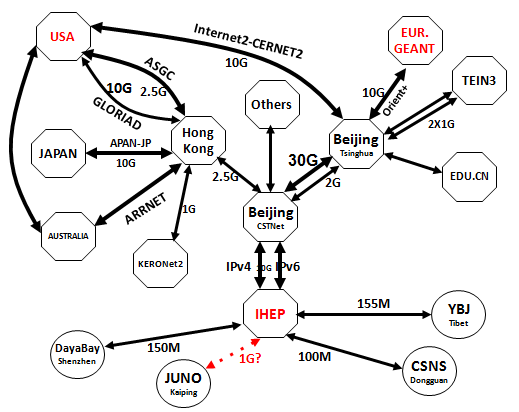 USA
Internet2-CERNET2
10G
EUR.
GEANT
ASGC
2.5G
10G
GLORIAD
10G
Orient+
TEIN3
2X1G
Others
Hong
Kong
Beijing
Tsinghua
JAPAN
APAN-JP
10G
30G
2G
EDU.CN
2.5G
ARRNET
1G
AUSTRALIA
Beijing
CSTNet
KERONet2
IPv4
10G
IPv6
IHEP
155M
YBJ
Tibet
DayaBay
Shenzhen
150M
1G?
100M
JUNO
Kaiping
CSNS
Dongguan